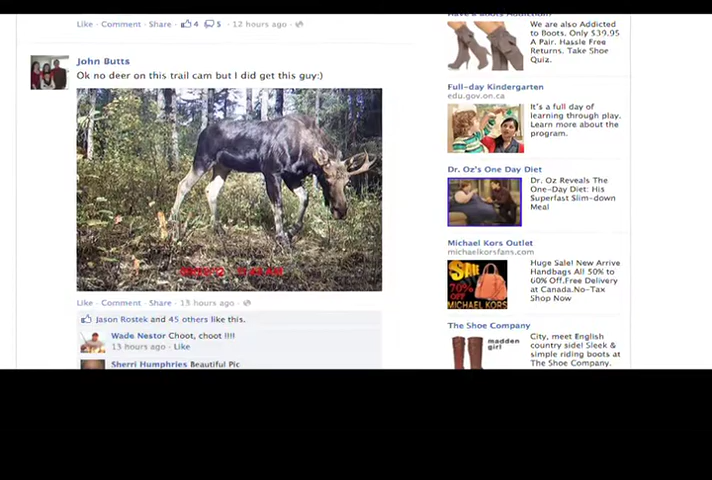 Like · Comment · Share · 4 5 · 12 hours ago ·
John Butts
Ok no deer on this trail cam but I did get this guy:)
Like · Comment · Share · 13 hours ago ·
Jason Rostek and 45 others like this.
Wade Nestor Choot, choot !!!!
13 hours ago · Like
Sherri Humphries Beautiful Pic
We are also Addicted
to Boots. Only $39.95
A Pair. Hassle Free
Returns. Take Shoe
Quiz.
Full-day Kindergarten
edu.gov.on.ca
It's a full day of
learning through play.
Learn more about the
program.
Dr. Oz's One Day Diet
Dr. Oz Reveals The
One-Day Diet: His
Superfast Slim-down
Meal
Michael Kors Outlet
michaelkorsfans.com
SALE
70%
OFF
MICHAEL KORS
Huge Sale! New Arrive
Handbags All 50% to
60% Off.Free Delivery
at Canada.No-Tax
Shop Now
The Shoe Company
madden
girl
City, meet English
country side! Sleek &
simple riding boots at
The Shoe Company.